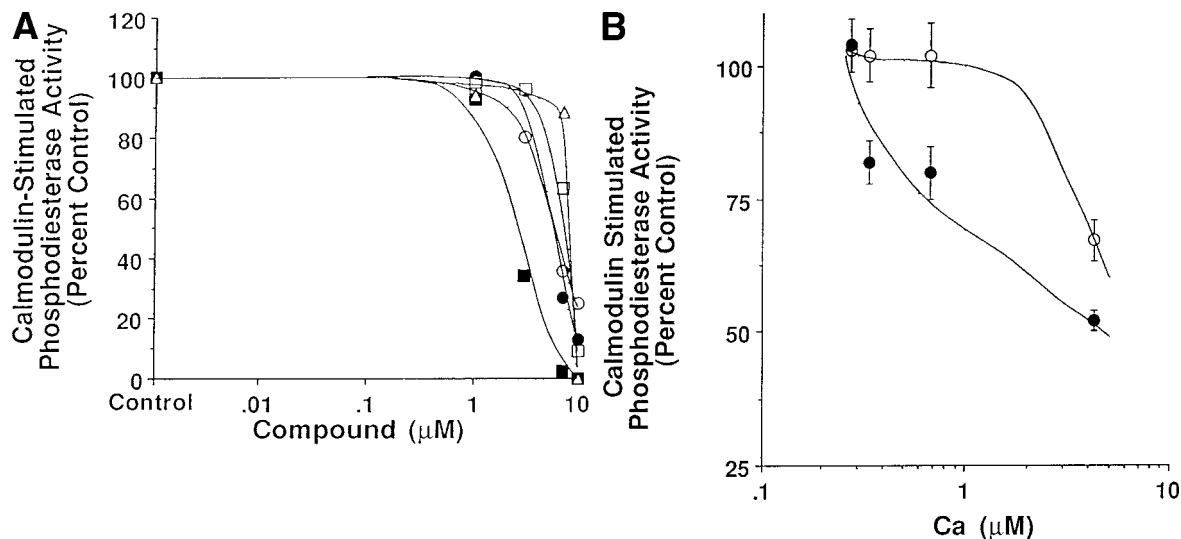 A
Calmodulin-Stimulated
Phosphodiesterase Activity
(Percent Control)
120
100
80
60
40
20
0
Control
.01
.1
1
10
Compound (μM)
B
Calmodulin Stimulated
Phosphodiesterase Activity
(Percent Control)
100
75
50
25
.1
1
10
Ca (μM)